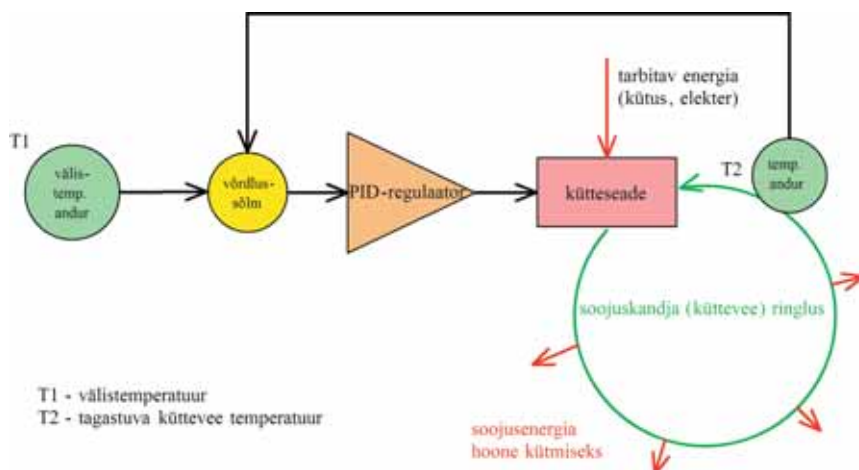 tarbitav energia
(kütus, elekter)
T1
välis-
temp.
andur
võrdlus-
sõlm
PID-regulaator
kütteseade
T2
temp.
andur
soojuskandja (küttevee) ringlus
T1 - välistemperatuur
T2 - tagastuva küttevee temperatuur
soojusenergia
hoone kütmiseks